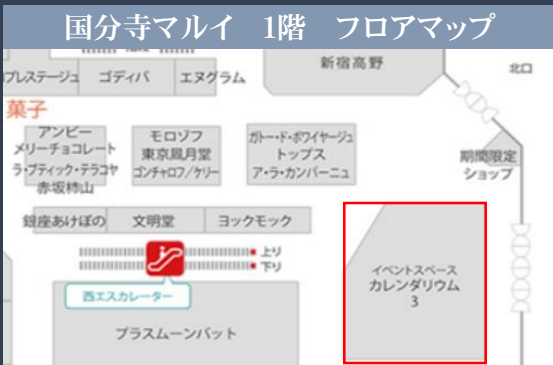 国分寺マルイ 1階 フロアマップ
新宿高野
北口
プレステージュ
ゴディバ
エヌグラム
菓子
アンビー
メリーチョコレート
ラ・ブティック・テラコヤ
赤坂柿山
モロゾフ
東京風月堂
ゴンチャロフ/ケリー
ガトー・ド・ボワイヤージュ
トップス
ア・ラ・カンパーニュ
期間限定
ショップ
銀座あけぼの
文明堂
ヨックモック
上り
下り
西エスカレーター
イベントスペース
カレンダリウム
3
プラスムーンバット